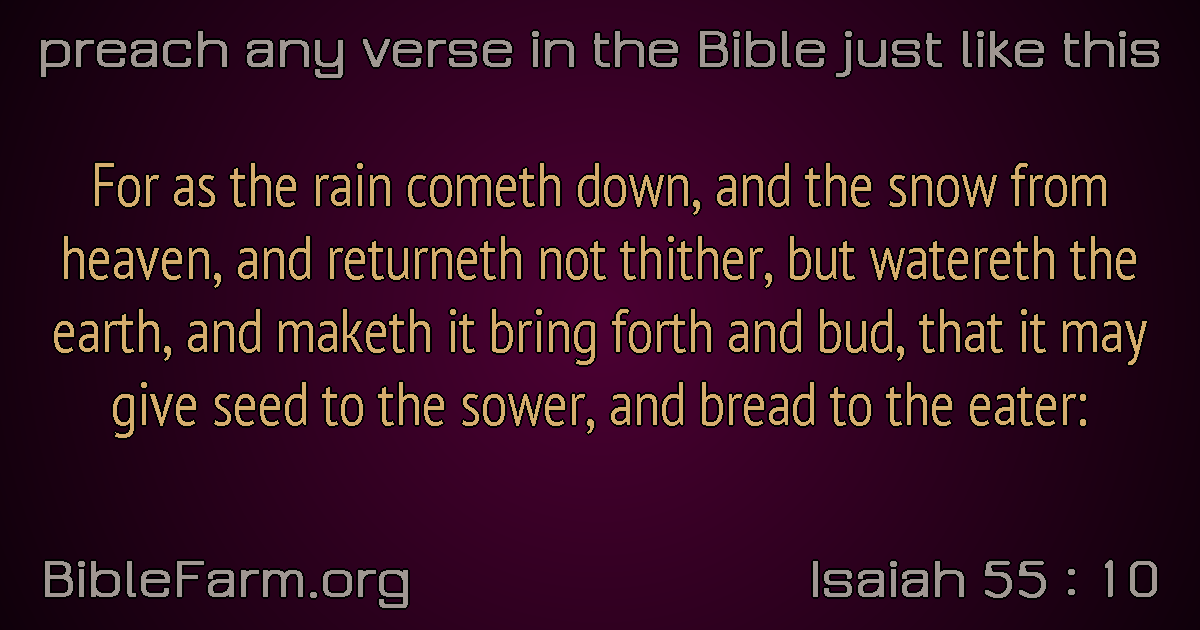 preach any verse in the Bible just like this
For as the rain cometh down, and the snow from
heaven, and returneth not thither, but watereth the
earth, and maketh it bring forth and bud, that it may
give seed to the sower, and bread to the eater:
BibleFarm.org
Isaiah 55 : 10